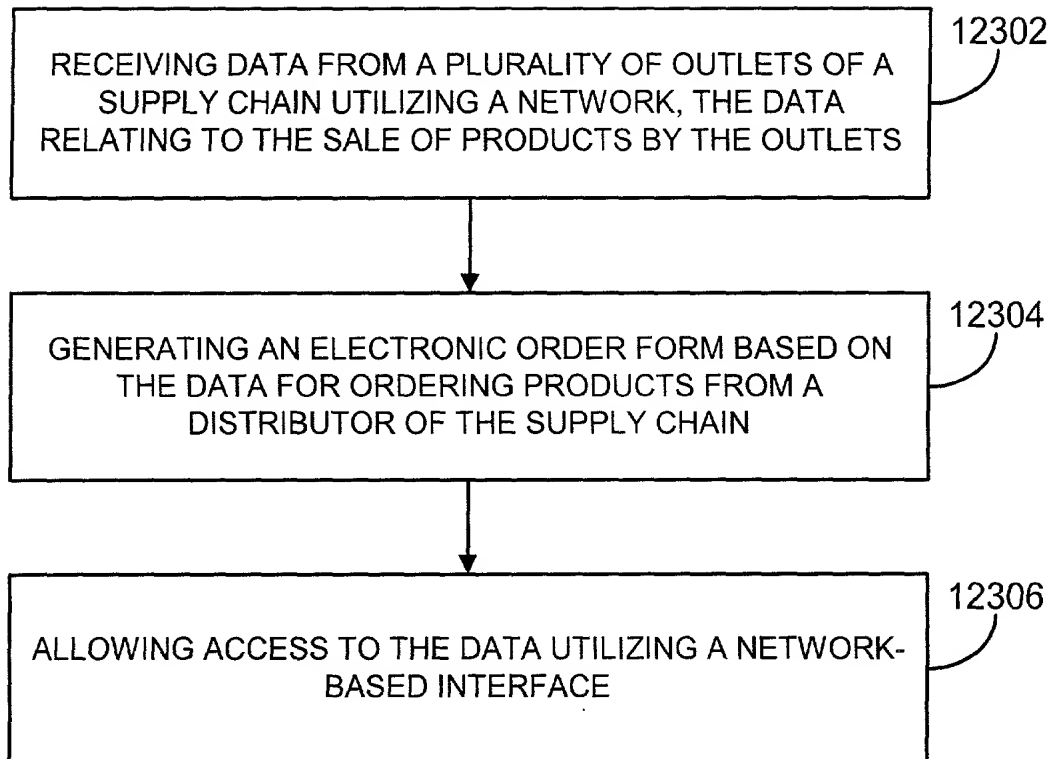 12302
RECEIVING DATA FROM A PLURALITY OF OUTLETS OF A
SUPPLY CHAIN UTILIZING A NETWORK, THE DATA
RELATING TO THE SALE OF PRODUCTS BY THE OUTLETS
12304
GENERATING AN ELECTRONIC ORDER FORM BASED ON
THE DATA FOR ORDERING PRODUCTS FROM A
DISTRIBUTOR OF THE SUPPLY CHAIN
12306
ALLOWING ACCESS TO THE DATA UTILIZING A NETWORK-
BASED INTERFACE